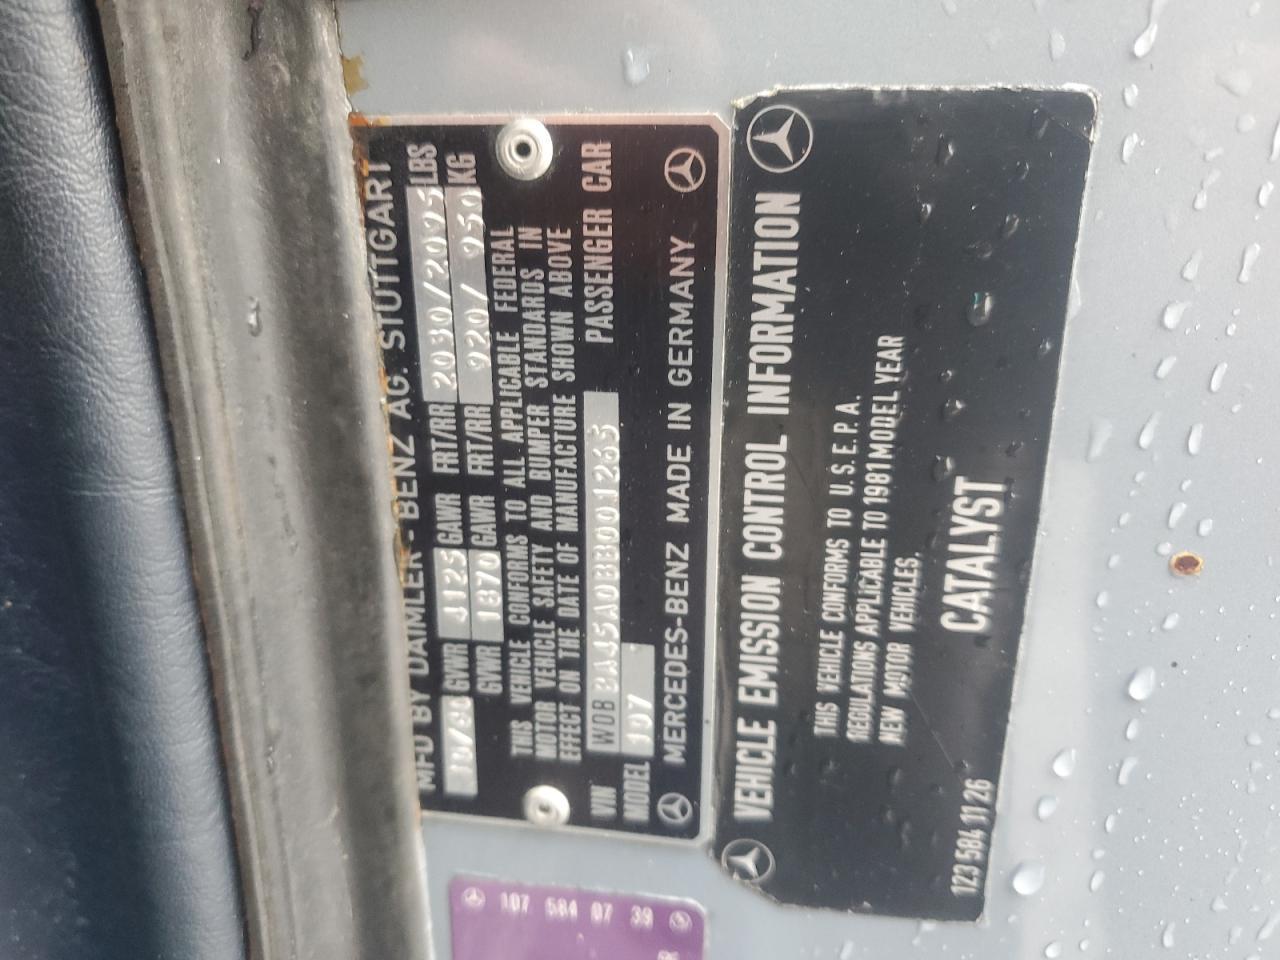 MFD BY DAIMLER-BENZ AG. STUTTGART
10/80 GVWR 4125 GAWR FRT/RR 2030/2095 LBS
GVWR 1870 GAWR FRT/RR 920/ 950 KG
THIS VEHICLE CONFORMS TO ALL APPLICABLE FEDERAL
MOTOR VEHICLE SAFETY AND BUMPER STANDARDS IN
EFFECT ON THE DATE OF MANUFACTURE SHOWN ABOVE
VIN WDB BA45A0BB001265 PASSENGER CAR
MODEL 107
MERCEDES-BENZ MADE IN GERMANY
VEHICLE EMISSION CONTROL INFORMATION
THIS VEHICLE CONFORMS TO U.S.E.P.A.
REGULATIONS APPLICABLE TO 1981 MODEL YEAR
NEW MOTOR VEHICLES.
CATALYST
123 584 11 26
107 584 07 39